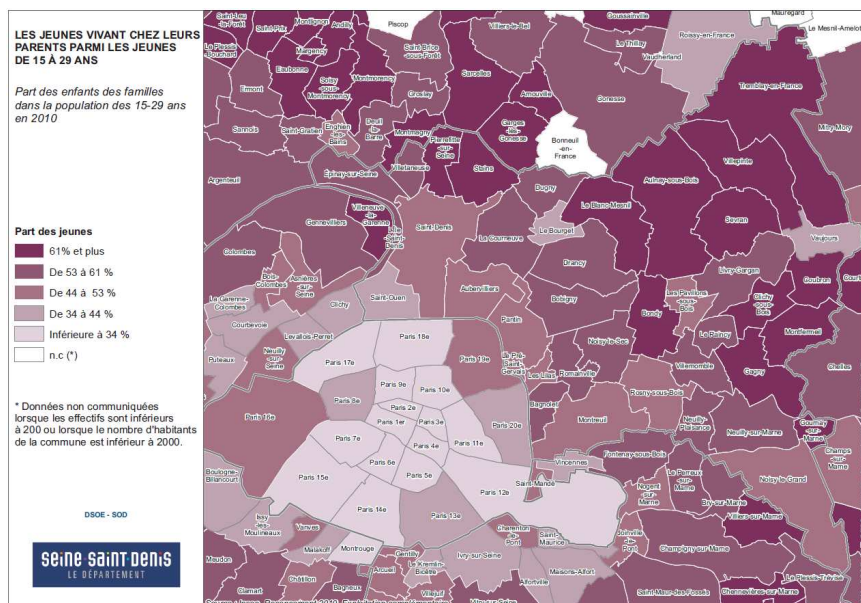 LES JEUNES VIVANT CHEZ LEURS
PARENTS PARMI LES JEUNES
DE 15 À 29 ANS
Part des enfants des familles
dans la population des 15-29 ans
en 2010
Part des jeunes
61% et plus
De 53 à 61 %
De 44 à 53 %
De 34 à 44 %
Inférieure à 34 %
n.c (*)
* Données non communiquées
lorsque les effectifs sont inférieurs
à 200 ou lorsque le nombre d'habitants
de la commune est inférieur à 2000.
DSOE - SOD
seine saint-denis
LE DÉPARTEMENT
Saint-Prix
Montlignon
Andilly
Piscop
Villiers-le-Bel
Goussainville
Mauregard
Le Mesnil-Amelot
Roissy-en-France
Le Thillay
Vaudherland
Margency
Eaubonne
Soisy
-sous-
Montmorency
Montmorency
Saint-Brice
-sous-Forêt
Sarcelles
Arnouville
Gonesse
Tremblay-en-France
Ermont
Groslay
Garges
-lès-
Gonesse
Bonneuil
-en-
France
Mitry-Mory
Sannois
Saint-Gratien
Enghien
-les-
Bains
Deuil
-la-
Barre
Montmagny
Pierrefitte
-sur-
Seine
Stains
Villetaneuse
Épinay-sur-Seine
Argenteuil
Villepinte
Aulnay-sous-Bois
Dugny
Le Blanc-Mesnil
Sevran
Villeneuve
-la-
Garenne
Gennevilliers
Saint-Denis
L'Île
-Saint-
Denis
La Courneuve
Le Bourget
Vaujours
Drancy
Livry-Gargan
Coubron
Colombes
Bois-
Colombes
Asnières
-sur-
Seine
Clichy
Saint-Ouen
Aubervilliers
Bobigny
Bondy
Les Pavillons
-sous-
Bois
Clichy
-sous-
Bois
La Garenne-
Colombes
Courbevoie
Levallois-Perret
Puteaux
Neuilly
-sur-
Seine
Pantin
Le Pré-
Saint-
Gervais
Les Lilas
Romainville
Noisy-le-Sec
Le Raincy
Montfermeil
Villemomble
Gagny
Chelles
Paris 18e
Paris 17e
Paris 19e
Paris 9e
Paris 10e
Paris 8e
Paris 2e
Paris 1er
Paris 3e
Paris 16e
Paris 11e
Paris 20e
Paris 7e
Paris 4e
Paris 6e
Paris 5e
Paris 15e
Paris 12e
Paris 14e
Paris 13e
Bagnolet
Montreuil
Rosny-sous-Bois
Neuilly-
Plaisance
Neuilly-sur-Marne
Gournay
-sur-
Marne
Champs
-sur-
Marne
Noisy-le-Grand
Fontenay-sous-Bois
Vincennes
Saint-Mandé
Nogent
-sur-
Marne
Le Perreux
-sur-
Marne
Bry-sur-Marne
Villiers-sur-Marne
Joinville
-le-
Pont
Champigny-sur-Marne
Boulogne-
Billancourt
Issy
-les-
Moulineaux
Vanves
Malakoff
Montrouge
Gentilly
Le Kremlin-
Bicêtre
Ivry-sur-Seine
Charenton
-le-
Pont
Saint-
Maurice
Maisons-Alfort
Alfortville
Meudon
Clamart
Châtillon
Bagneux
Arcueil
Villejuif
Saint-Maur-des-Fossés
Chennevières-sur-Marne
Le Plessis-Trévise